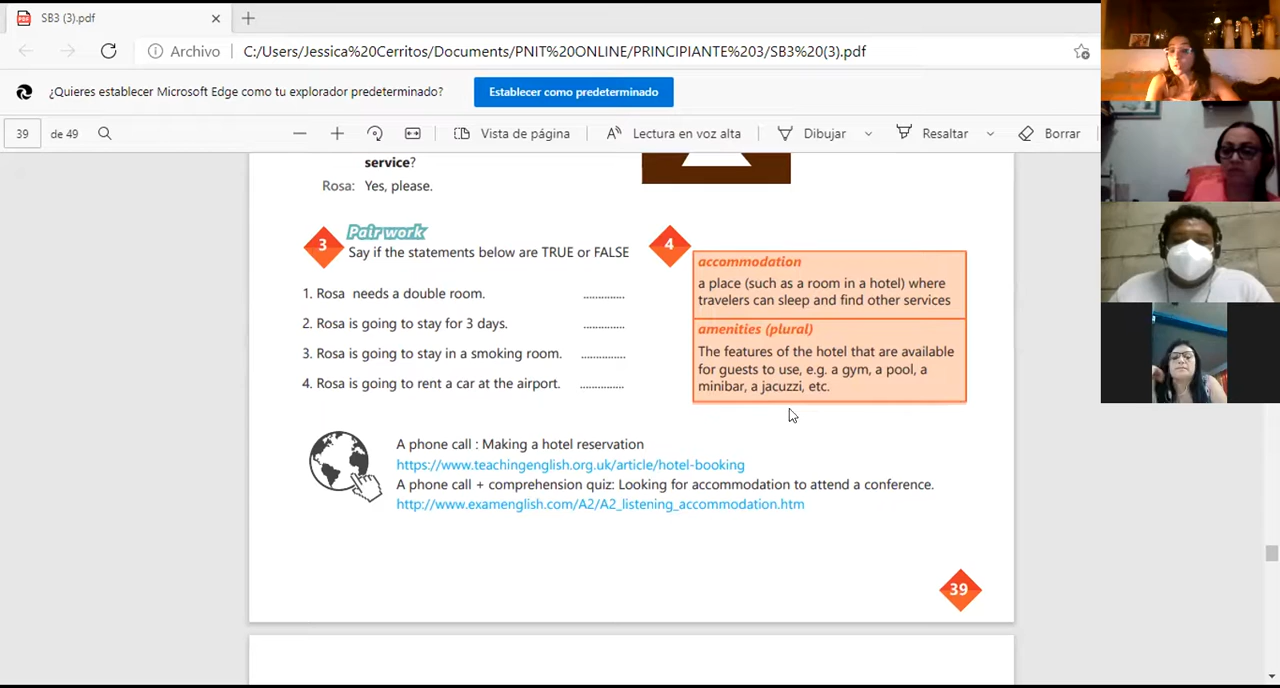 SB3 (3).pdf
Archivo
C:/Users/Jessica%20Cerritos/Documents/PNIT%20ONLINE/PRINCIPIANTE%203/SB3%20(3).pdf
¿Quieres establecer Microsoft Edge como tu explorador predeterminado?
Establecer como predeterminado
39 de 49
Vista de página
Lectura en voz alta
Dibujar
Resaltar
Borrar
service?
Rosa: Yes, please.
3 Pair work
Say if the statements below are TRUE or FALSE
1. Rosa needs a double room. .............
2. Rosa is going to stay for 3 days. .............
3. Rosa is going to stay in a smoking room. ..............
4. Rosa is going to rent a car at the airport. ..............
4
accommodation
a place (such as a room in a hotel) where
travelers can sleep and find other services
amenities (plural)
The features of the hotel that are available
for guests to use, e.g. a gym, a pool, a
minibar, a jacuzzi, etc.
A phone call : Making a hotel reservation
https://www.teachingenglish.org.uk/article/hotel-booking
A phone call + comprehension quiz: Looking for accommodation to attend a conference.
http://www.examenglish.com/A2/A2_listening_accommodation.htm
39